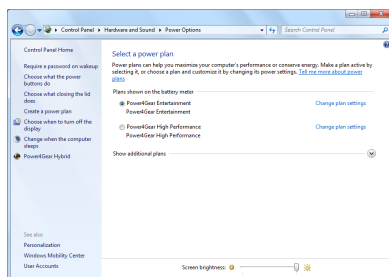 Control Panel
Hardware and Sound
Power Options
Search Control Panel
Control Panel Home
Require a password on wakeup
Choose what the power
buttons do
Choose what closing the lid
does
Create a power plan
Choose when to turn off the
display
Change when the computer
sleeps
Power4Gear Hybrid
See also
Personalization
Windows Mobility Center
User Accounts
Select a power plan
Power plans can help you maximize your computer's performance or conserve energy. Make a plan active by
selecting it, or choose a plan and customize it by changing its power settings. Tell me more about power
plans
Plans shown on the battery meter
Power4Gear Entertainment
Change plan settings
Power4Gear Entertainment
Power4Gear High Performance
Change plan settings
Power4Gear High Performance
Show additional plans
Screen brightness: